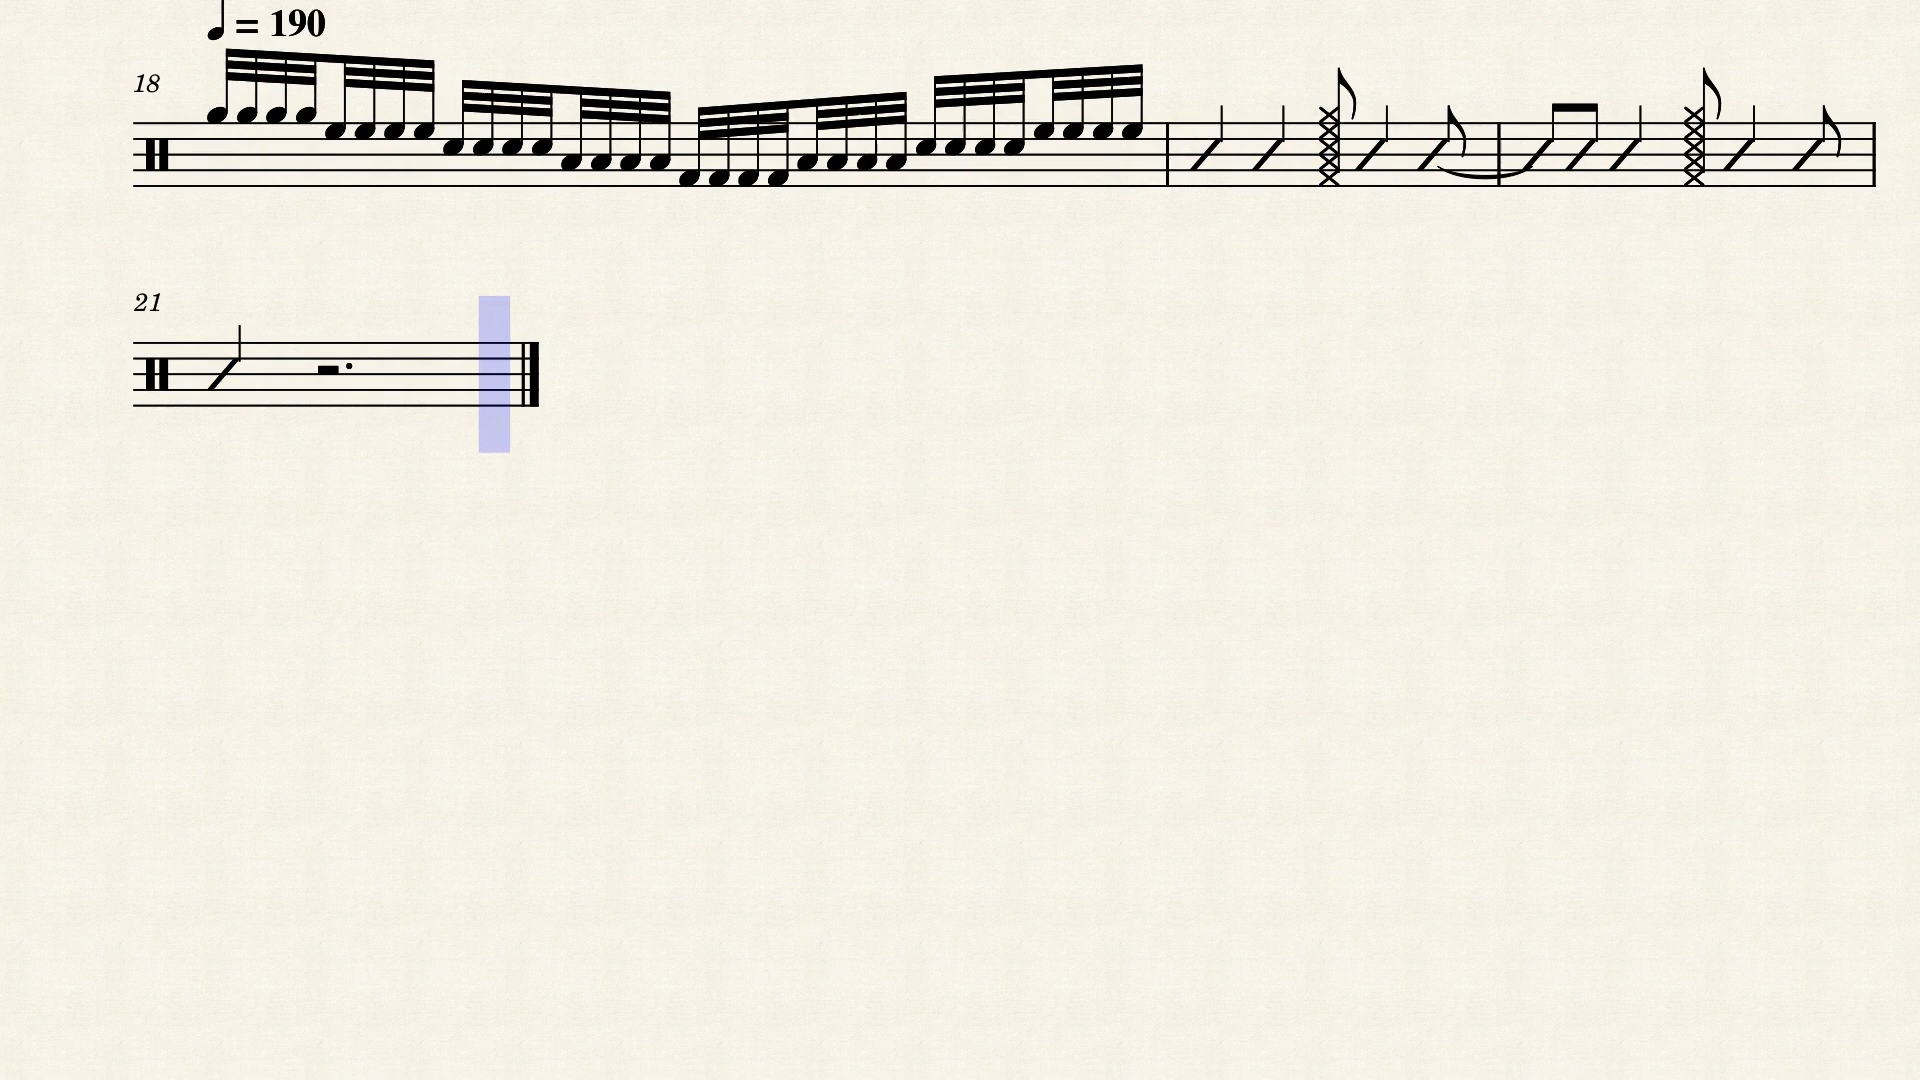 ♩ = 190
18
21